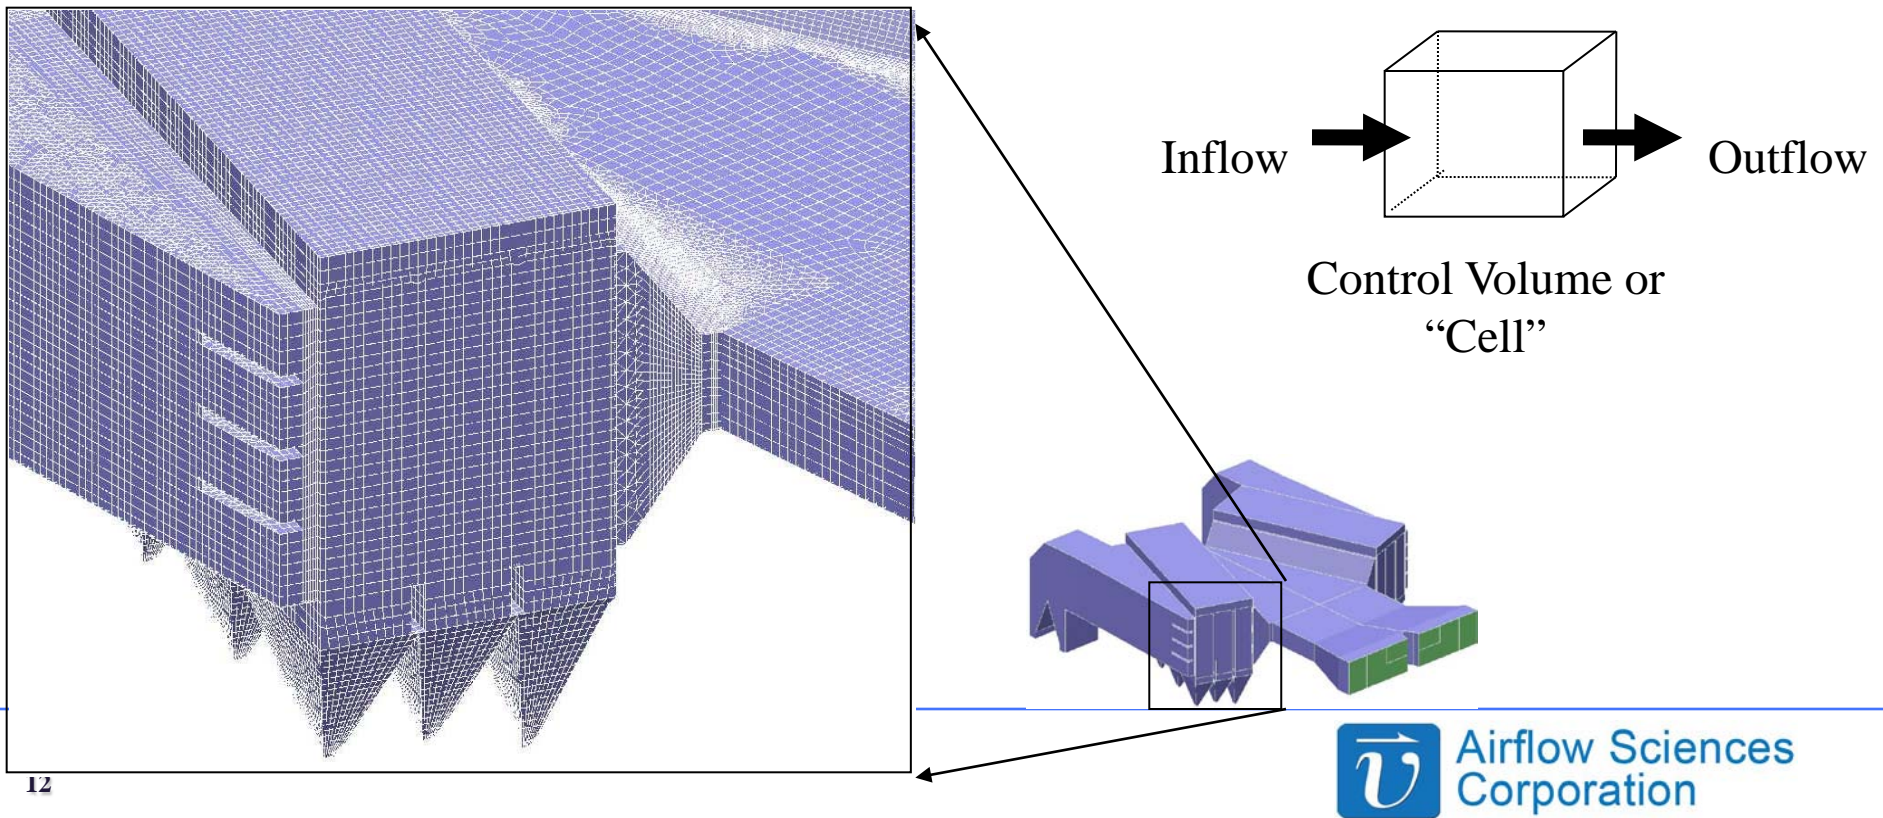 Inflow
Outflow
Control Volume or
“Cell”
12
Airflow Sciences
Corporation